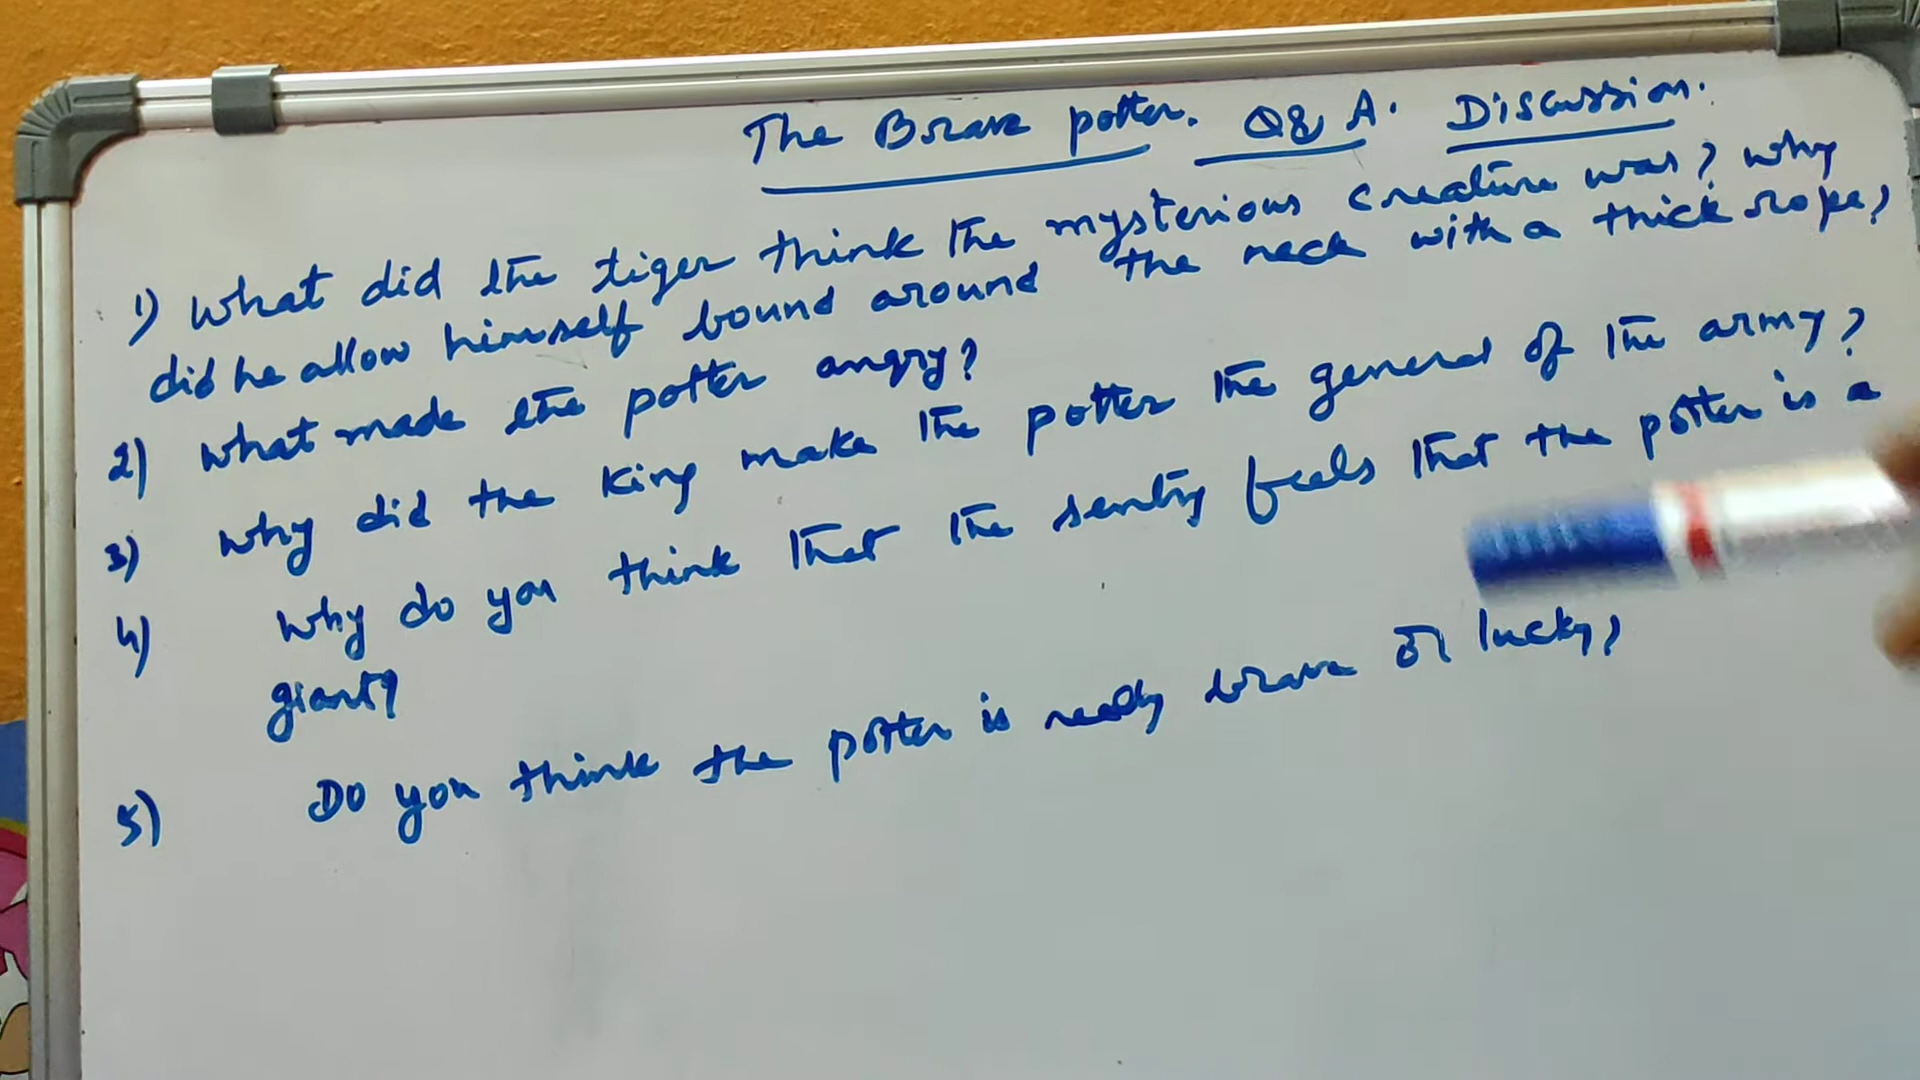 The Brave potter. Q & A. Discussion.
1) What did the tiger think the mysterious creature was? why
did he allow himself bound around the neck with a thick rope?
2) What made the potter angry?
3) Why did the King make the potter the general of the army?
4) Why do you think that the sentry feels that the potter is a
giant?
5) Do you think the potter is really brave or lucky?